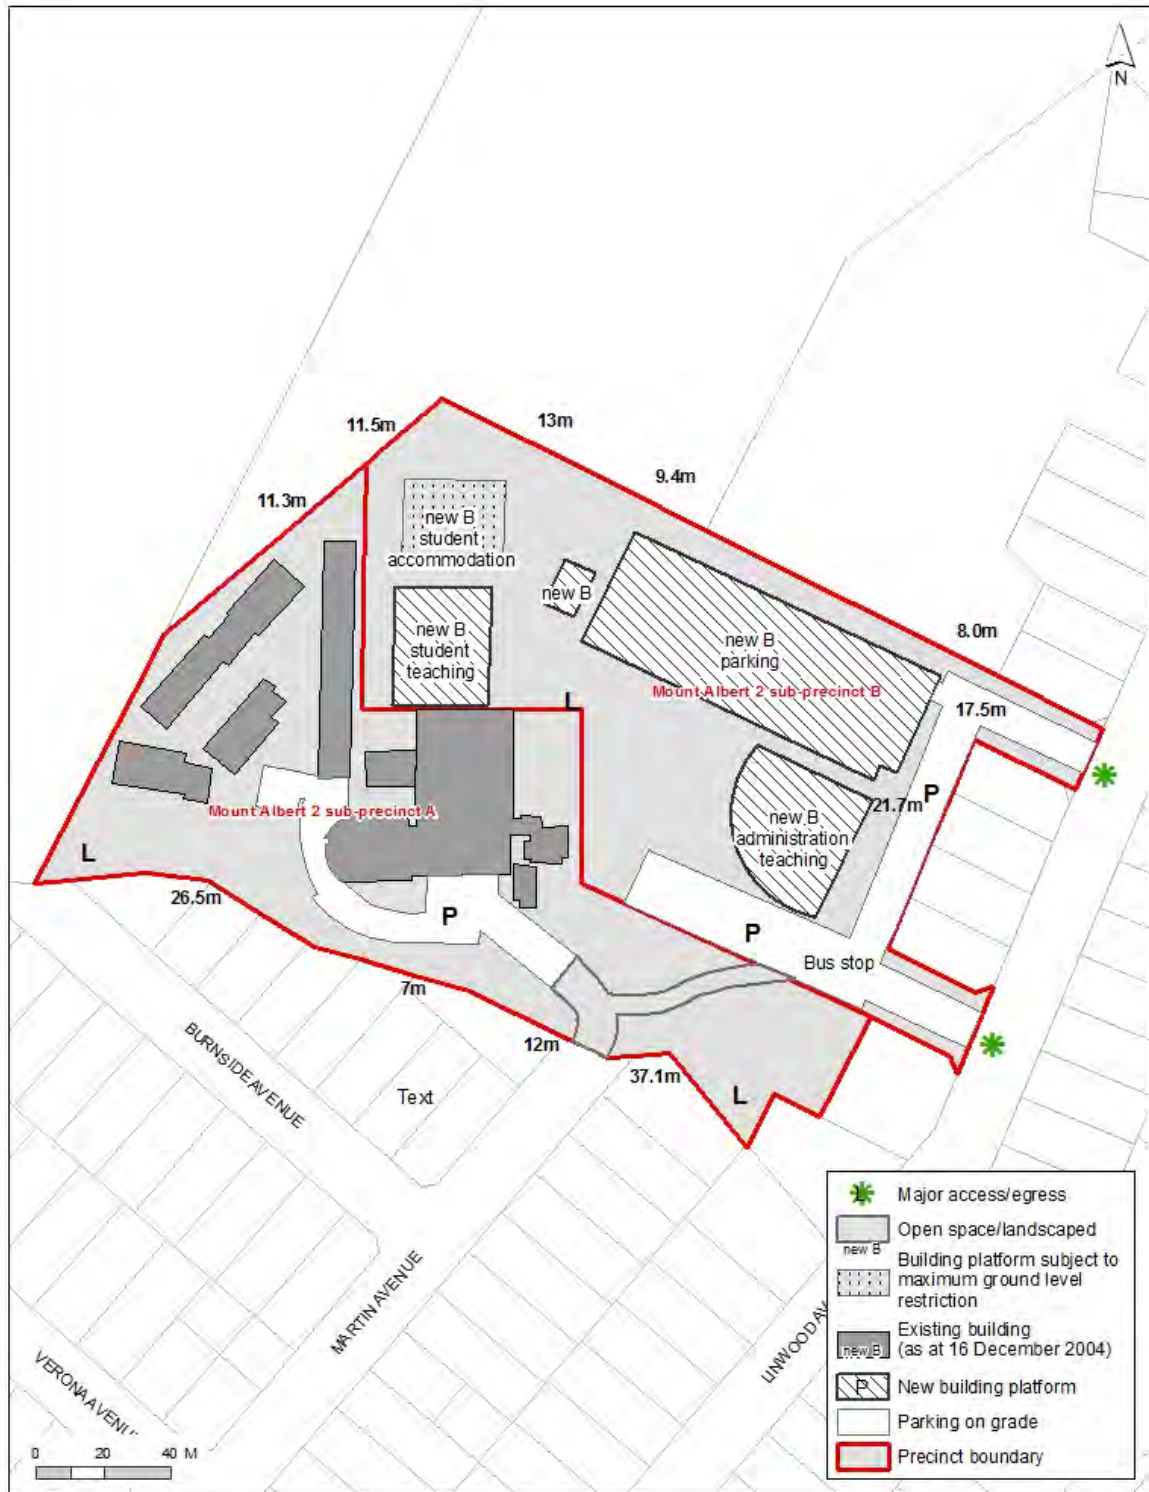 N
11.5m
13m
11.3m
9.4m
new B
student
accommodation
new B
new B
student
teaching
new B
parking
8.0m
Mount Albert 2 sub-precinct B
L
17.5m
P
21.7m
new B
administration
teaching
Mount Albert 2 sub-precinct A
L
26.5m
P
P
Bus stop
7m
12m
37.1m
L
BURNSIDE AVENUE
Text
MARTIN AVENUE
VERONA AVENUE
LINWOOD AV
0 20 40 M
L
Major access/egress
Open space/landscaped
new B
Building platform subject to
maximum ground level
restriction
Existing building
new B
(as at 16 December 2004)
P
New building platform
Parking on grade
Precinct boundary